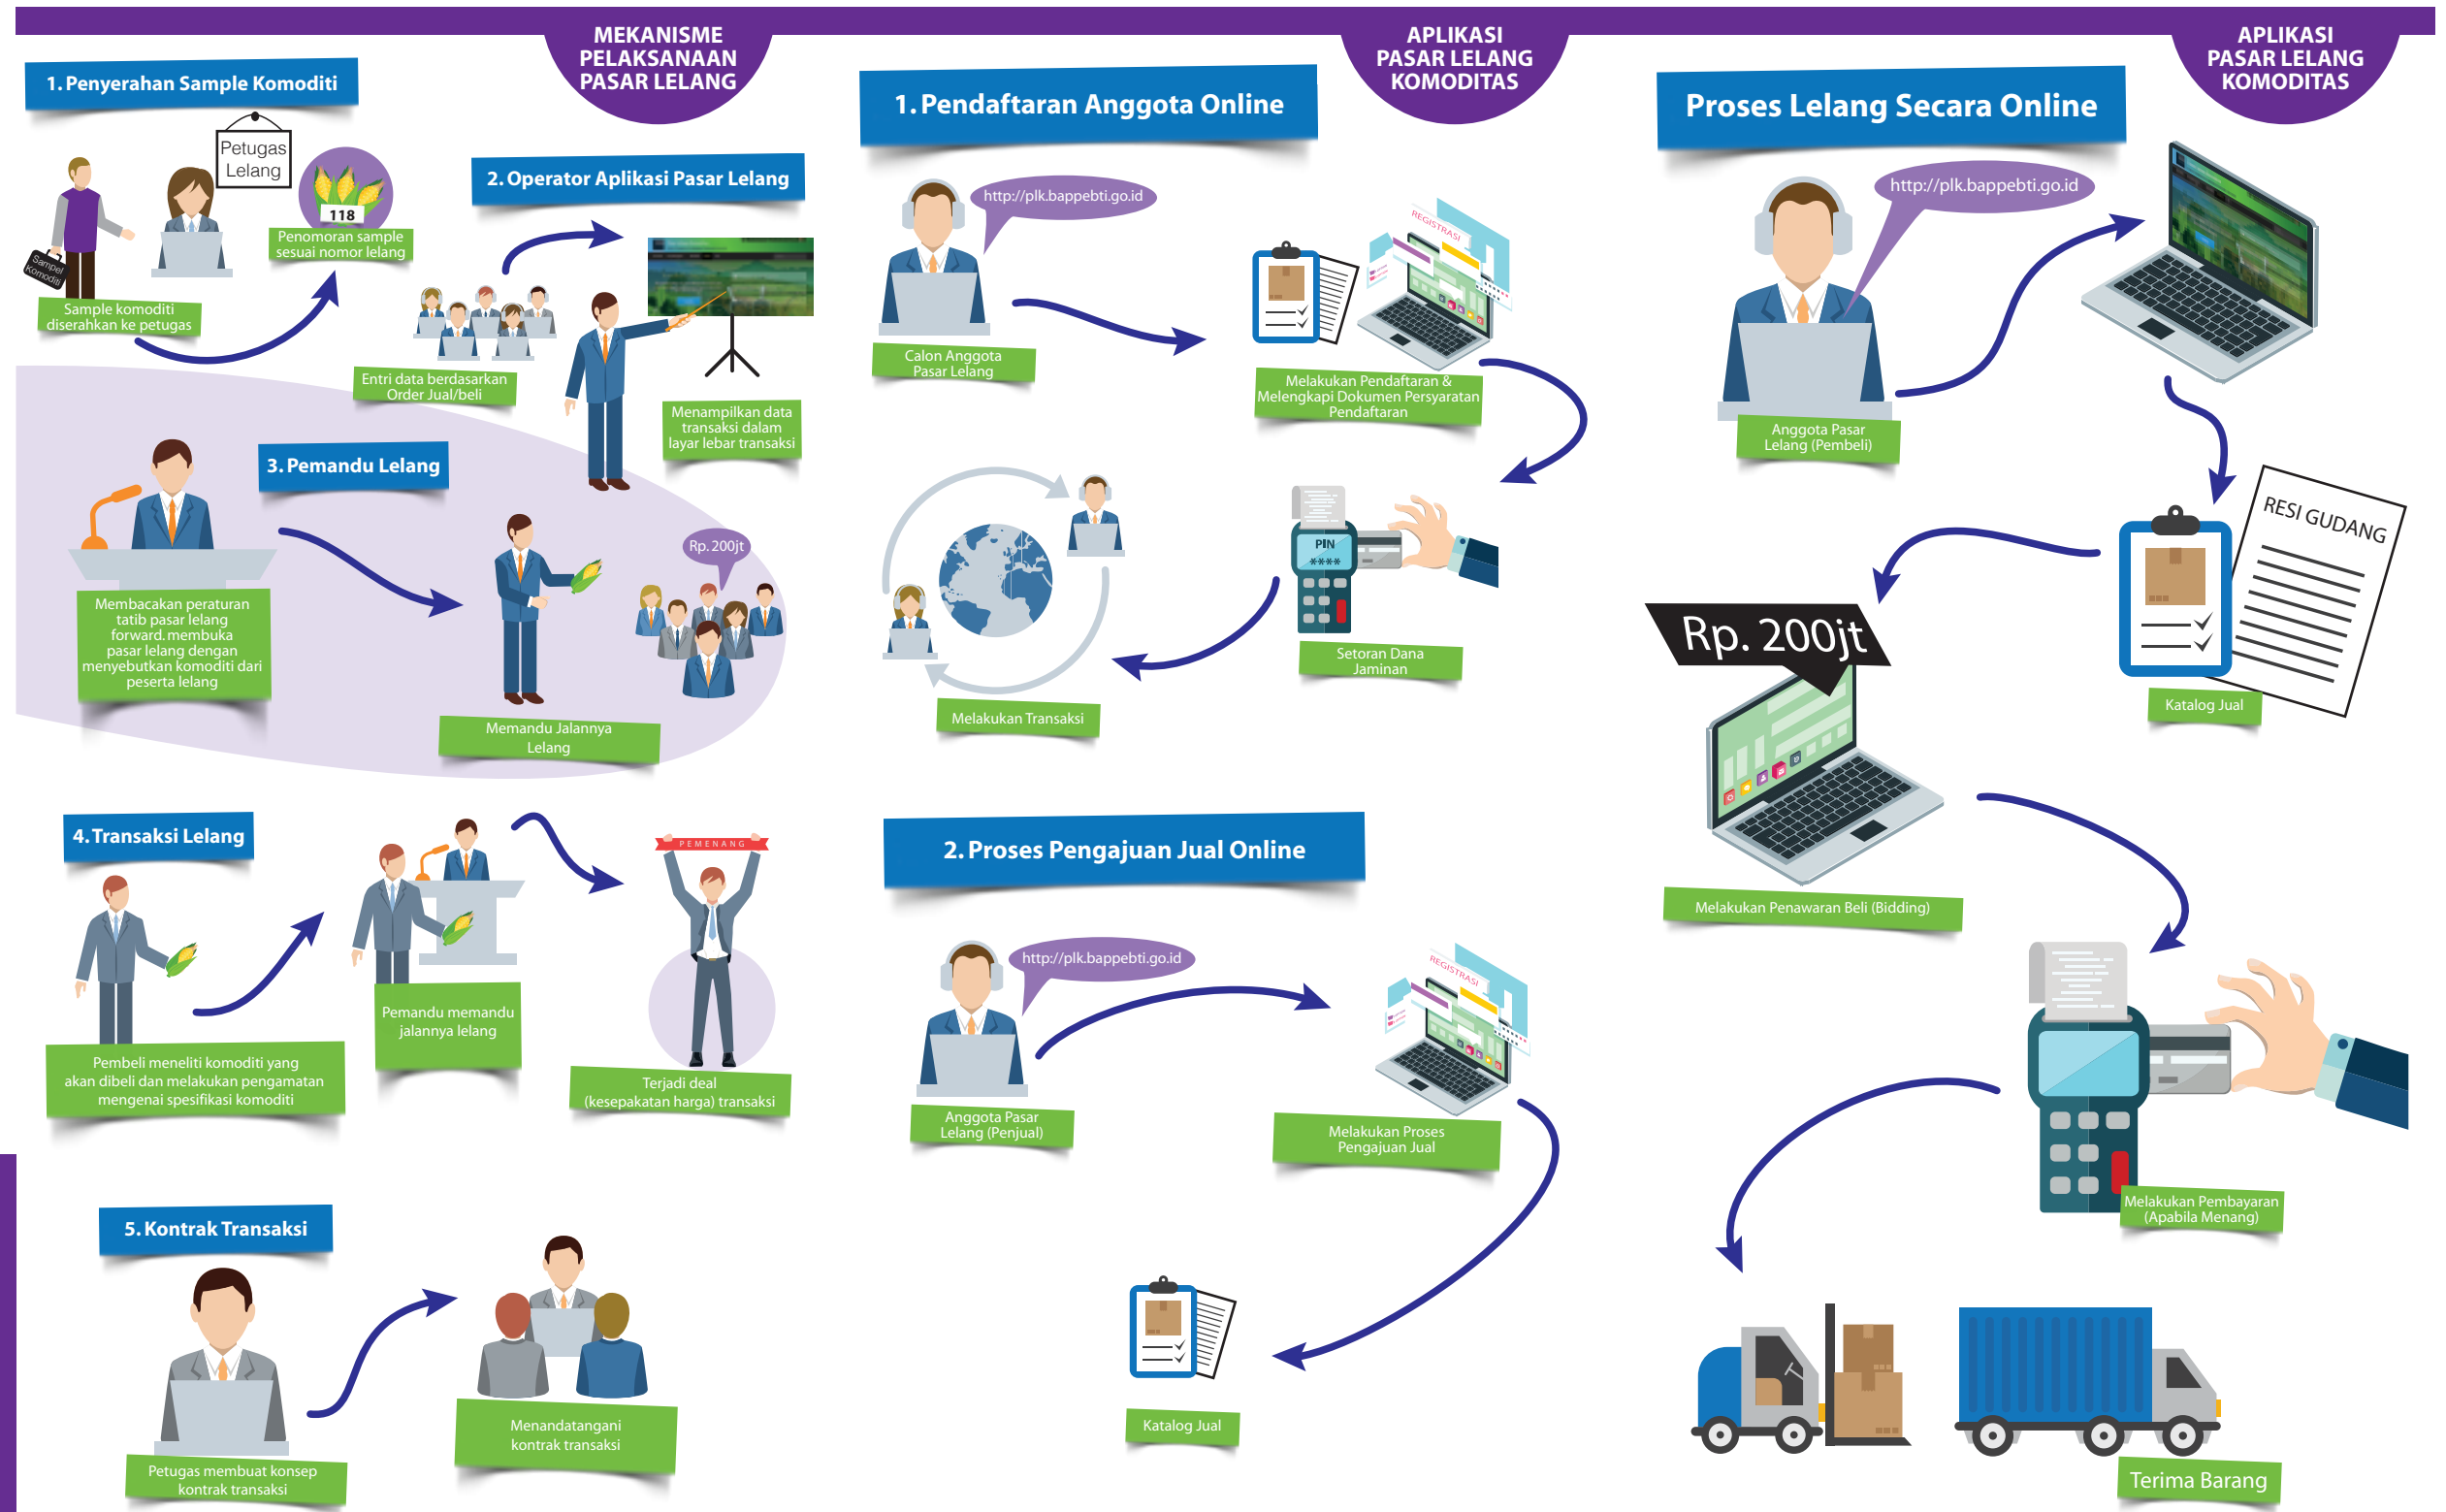 MEKANISME
PELAKSANAAN
PASAR LELANG
1. Penyerahan Sample Komoditi
Petugas
Lelang
118
Penomoran sample
sesuai nomor lelang
Sampel
Komoditi
Sample komoditi
diserahkan ke petugas
2. Operator Aplikasi Pasar Lelang
Entri data berdasarkan
Order Jual/beli
Menampilkan data
transaksi dalam
layar lebar transaksi
3. Pemandu Lelang
Membacakan peraturan
tatib pasar lelang
forward. membuka
pasar lelang dengan
menyebutkan komoditi dari
peserta lelang
Rp. 200jt
Memandu Jalannya
Lelang
4. Transaksi Lelang
Pembeli meneliti komoditi yang
akan dibeli dan melakukan pengamatan
mengenai spesifikasi komoditi
Pemandu memandu
jalannya lelang
PEMENANG
Terjadi deal
(kesepakatan harga) transaksi
5. Kontrak Transaksi
Petugas membuat konsep
kontrak transaksi
Menandatangani
kontrak transaksi
APLIKASI
PASAR LELANG
KOMODITAS
1. Pendaftaran Anggota Online
http://plk.bappebti.go.id
Calon Anggota
Pasar Lelang
REGISTRASI
Melakukan Pendaftaran &
Melengkapi Dokumen Persyaratan
Pendaftaran
PIN
****
Setoran Dana
Jaminan
Melakukan Transaksi
2. Proses Pengajuan Jual Online
http://plk.bappebti.go.id
Anggota Pasar
Lelang (Penjual)
REGISTRASI
Melakukan Proses
Pengajuan Jual
Katalog Jual
APLIKASI
PASAR LELANG
KOMODITAS
Proses Lelang Secara Online
http://plk.bappebti.go.id
Anggota Pasar
Lelang (Pembeli)
RESI GUDANG
Katalog Jual
Rp. 200jt
Melakukan Penawaran Beli (Bidding)
Melakukan Pembayaran
(Apabila Menang)
Terima Barang